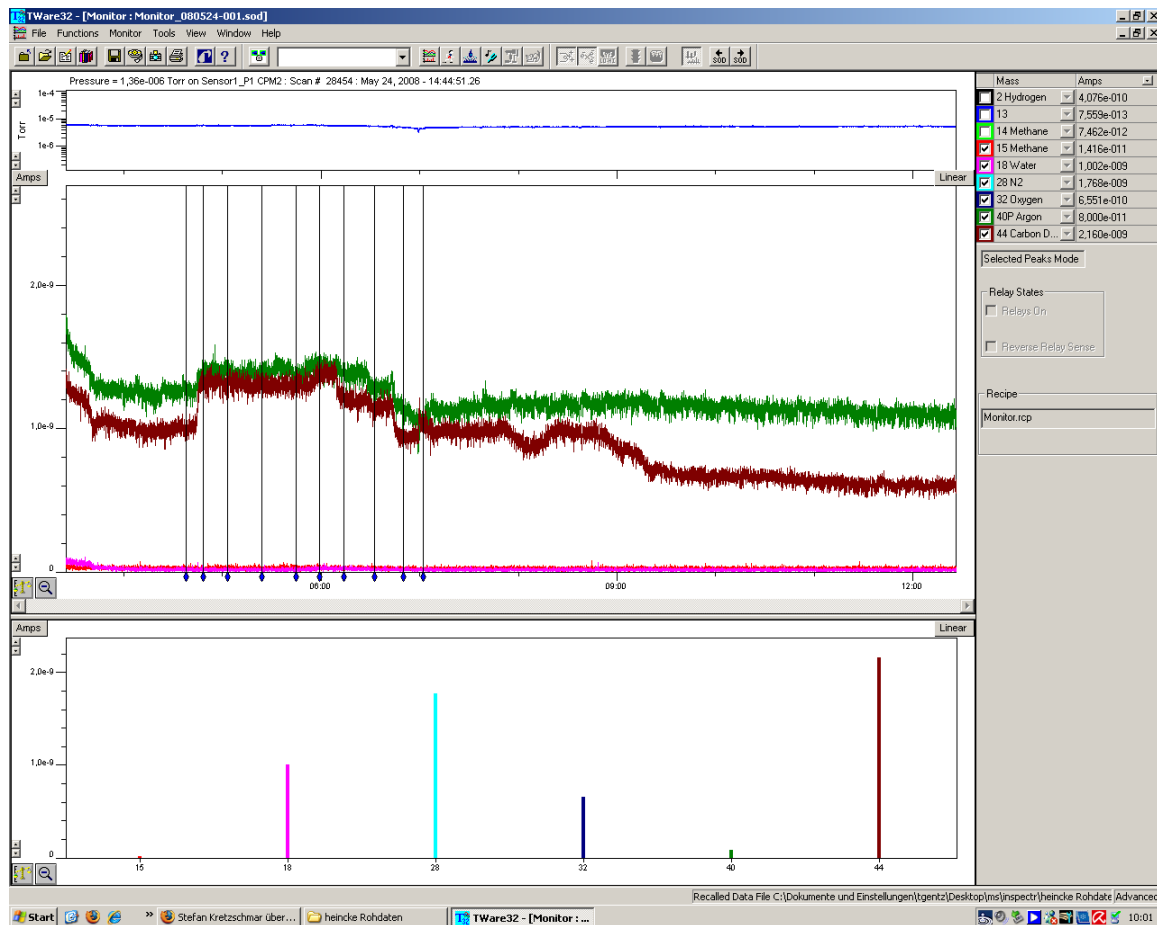 TWare32 - [Monitor : Monitor_080524-001.sod]
File Functions Monitor Tools View Window Help
SOD SOD
Pressure = 1,36e-006 Torr on Sensor1_P1 CPM2 : Scan # 28454 : May 24, 2008 - 14:44:51.26
1e-4
1e-5
1e-6
Torr
Amps
Linear
2,0e-9
1,0e-9
0
06:00 09:00 12:00
Amps
Linear
2,0e-9
1,0e-9
0
15 18 28 32 40 44
Mass Amps
2 Hydrogen 4,076e-010
13 7,559e-013
14 Methane 7,462e-012
15 Methane 1,416e-011
18 Water 1,002e-009
28 N2 1,768e-009
32 Oxygen 6,551e-010
40P Argon 8,000e-011
44 Carbon D... 2,160e-009
Selected Peaks Mode
Relay States
Relays On
Reverse Relay Sense
Recipe
Monitor.rcp
Recalled Data File C:\Dokumente und Einstellungen\tgentz\Desktop\ms\inspectr\heincke Rohdate Advanced
Start » Stefan Kretzschmar über... heincke Rohdaten TWare32 - [Monitor : ... 10:01